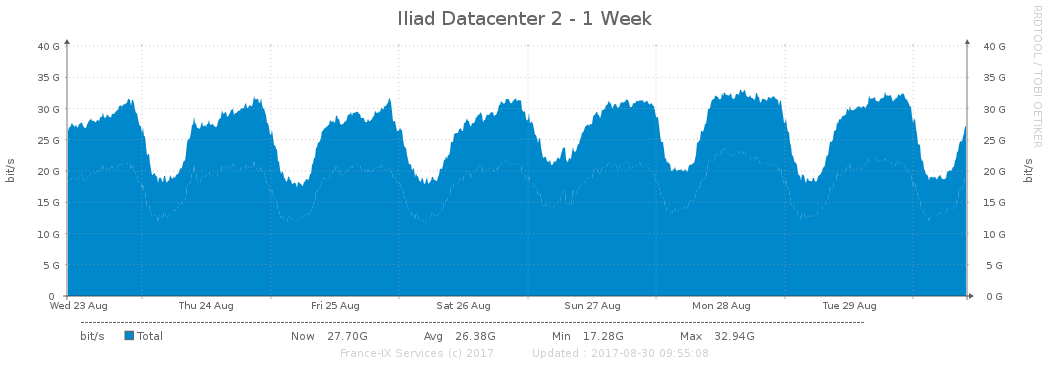 Iliad Datacenter 2 - 1 Week
RRDTOOL / TOBI OETIKER
40 G 40 G
35 G 35 G
30 G 30 G
25 G 25 G
20 G 20 G
15 G 15 G
10 G 10 G
5 G 5 G
0 0 G
bit/s bit/s
Wed 23 Aug Thu 24 Aug Fri 25 Aug Sat 26 Aug Sun 27 Aug Mon 28 Aug Tue 29 Aug
bit/s Total Now 27.70G Avg 26.38G Min 17.28G Max 32.94G
France-IX Services (c) 2017 Updated : 2017-08-30 09:55:08